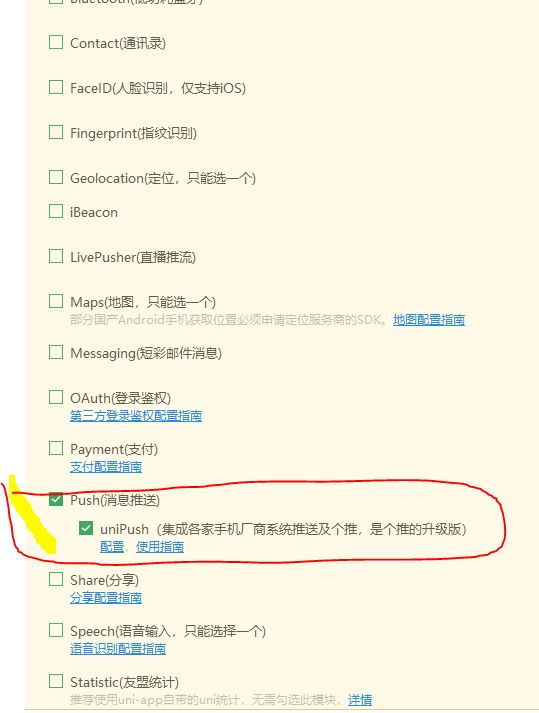 Contact(通讯录)
FaceID(人脸识别，仅支持iOS)
Fingerprint(指纹识别)
Geolocation(定位，只能选一个)
iBeacon
LivePusher(直播推流)
Maps(地图，只能选一个)
部分国产Android手机获取位置必须申请定位服务商的SDK。地图配置指南
Messaging(短彩邮件消息)
OAuth(登录鉴权)
第三方登录鉴权配置指南
Payment(支付)
支付配置指南
Push(消息推送)
uniPush（集成各家手机厂商系统推送及个推，是个推的升级版）
配置，使用指南
Share(分享)
分享配置指南
Speech(语音输入，只能选择一个)
语音识别配置指南
Statistic(友盟统计)
推荐使用uni-app自带的uni统计，无需勾选此模块，详情